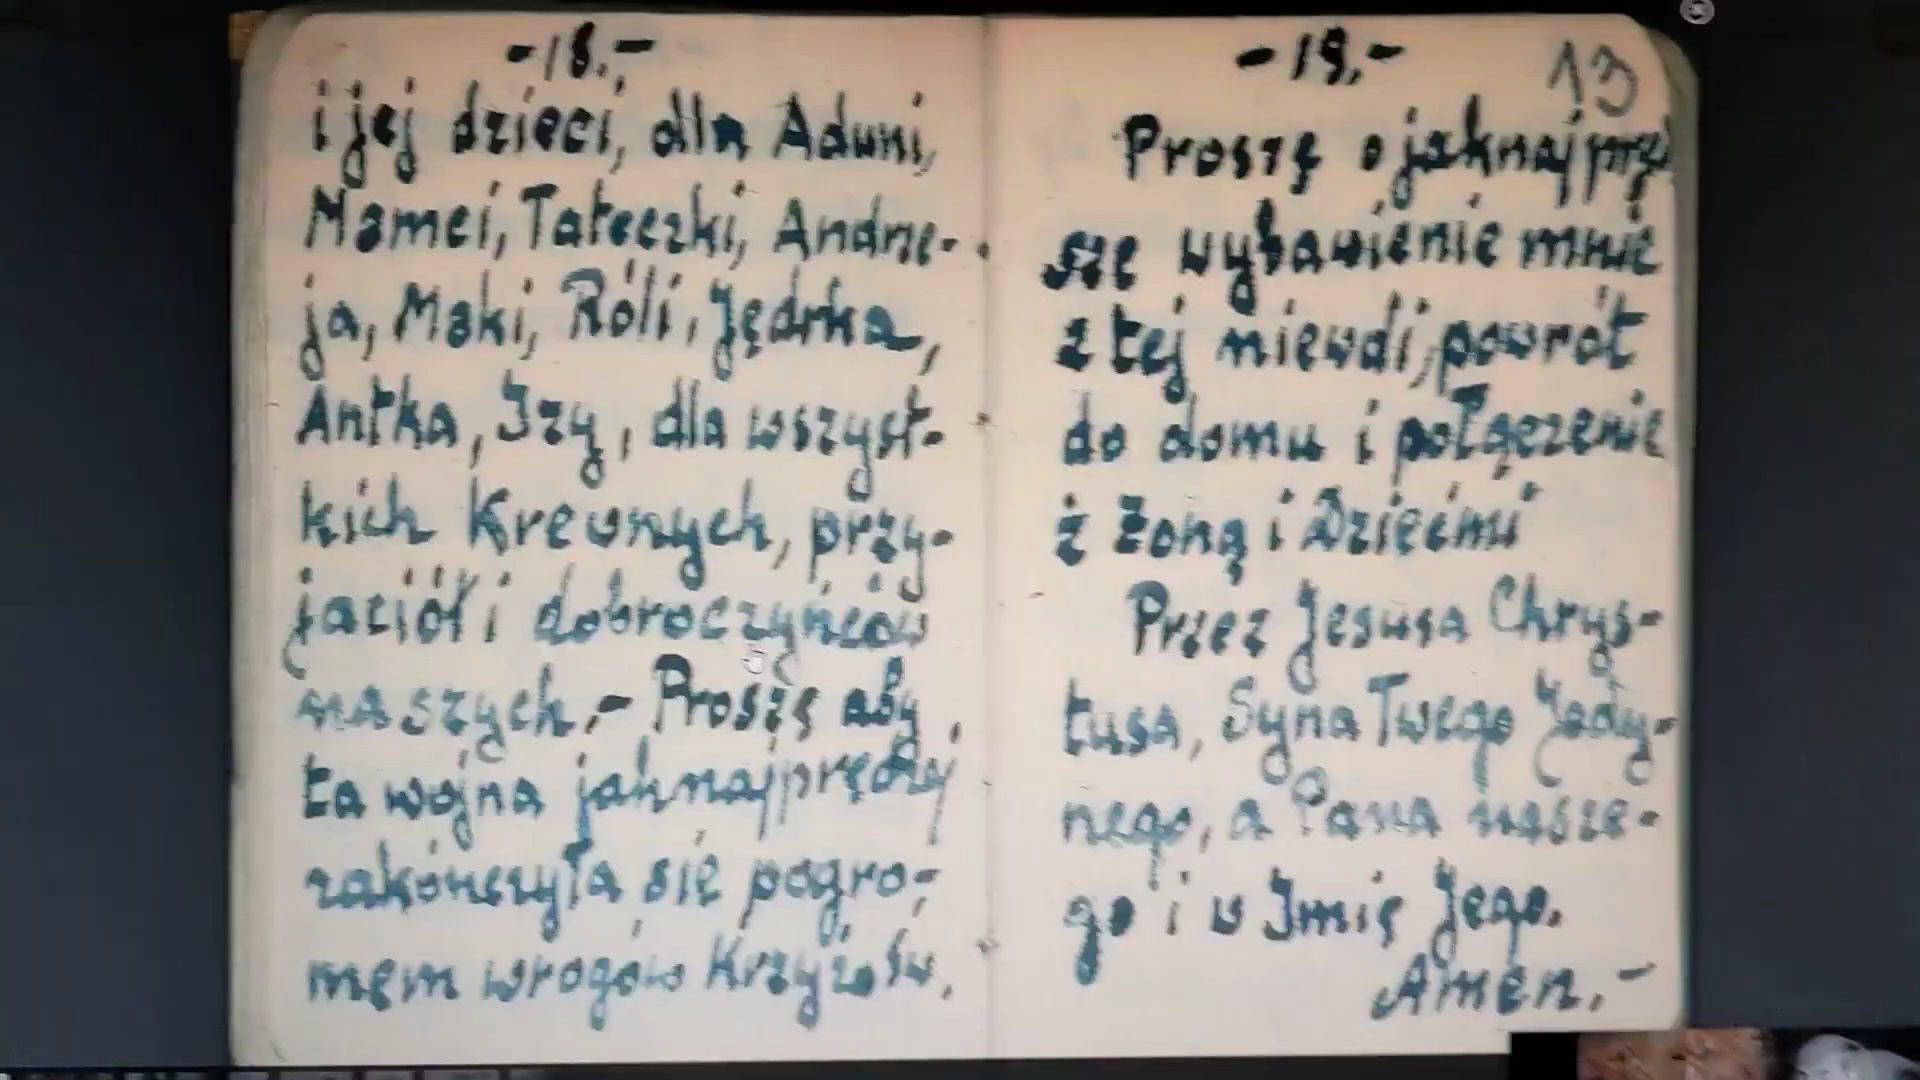 -18.-
i jej dzieci, dla Aduni,
Mamci, Tateczki, Andrze-
ja, Maki, Róli, Jędrka,
Antka, Izy, dla wszyst-
kich Krewnych, przy-
jaciół i dobroczyńców
naszych.- Proszę aby
ta wojna jaknajprędzej
zakończyła się pogro-
mem wrogów Krzyża Św.
-19.-
13
Proszę o jaknajprę
sze wybawienie mnie
z tej niewoli, powrót
do domu i połączenie
z Żoną i Dziećmi
Przez Jesusa Chrys-
tusa, Syna Twego Jedy-
nego, a Pana nasze-
go i w Imię Jego.
Amen.-